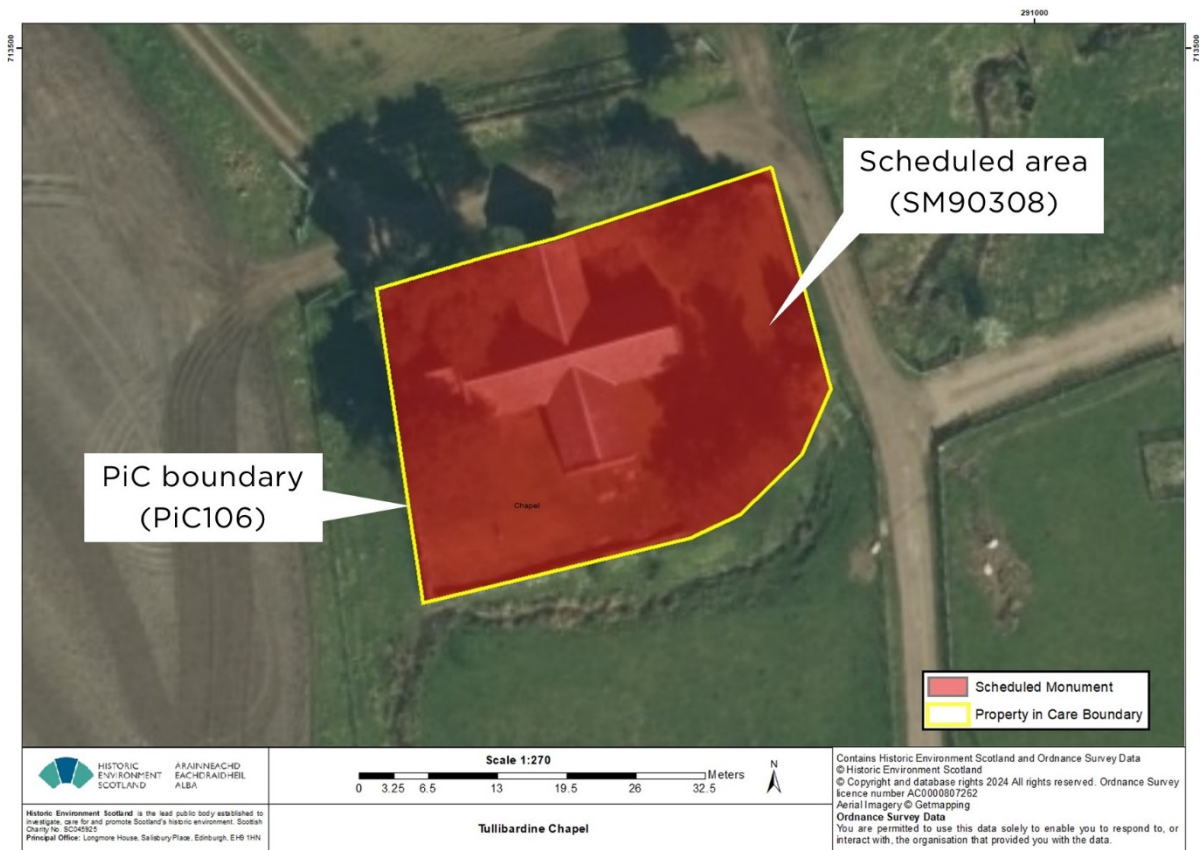 291000
713500
713500
Scheduled area
(SM90308)
PiC boundary
(PiC106)
Chapel
Scheduled Monument
Property in Care Boundary
HISTORIC
ENVIRONMENT
SCOTLAND
ÀRAINNEACHD
EACHDRAIDHEIL
ALBA
Historic Environment Scotland is the lead public body established to
investigate, care for and promote Scotland's historic environment. Scottish
Charity No. SC045925
Principal Office: Longmore House, Salisbury Place, Edinburgh, EH9 1HN
Scale 1:270
Meters
0 3.25 6.5 13 19.5 26 32.5
N
Tullibardine Chapel
Contains Historic Environment Scotland and Ordnance Survey Data
© Historic Environment Scotland
© Copyright and database rights 2024 All rights reserved. Ordnance Survey
licence number AC0000807262
Aerial Imagery © Getmapping
Ordnance Survey Data
You are permitted to use this data solely to enable you to respond to, or
interact with, the organisation that provided you with the data.